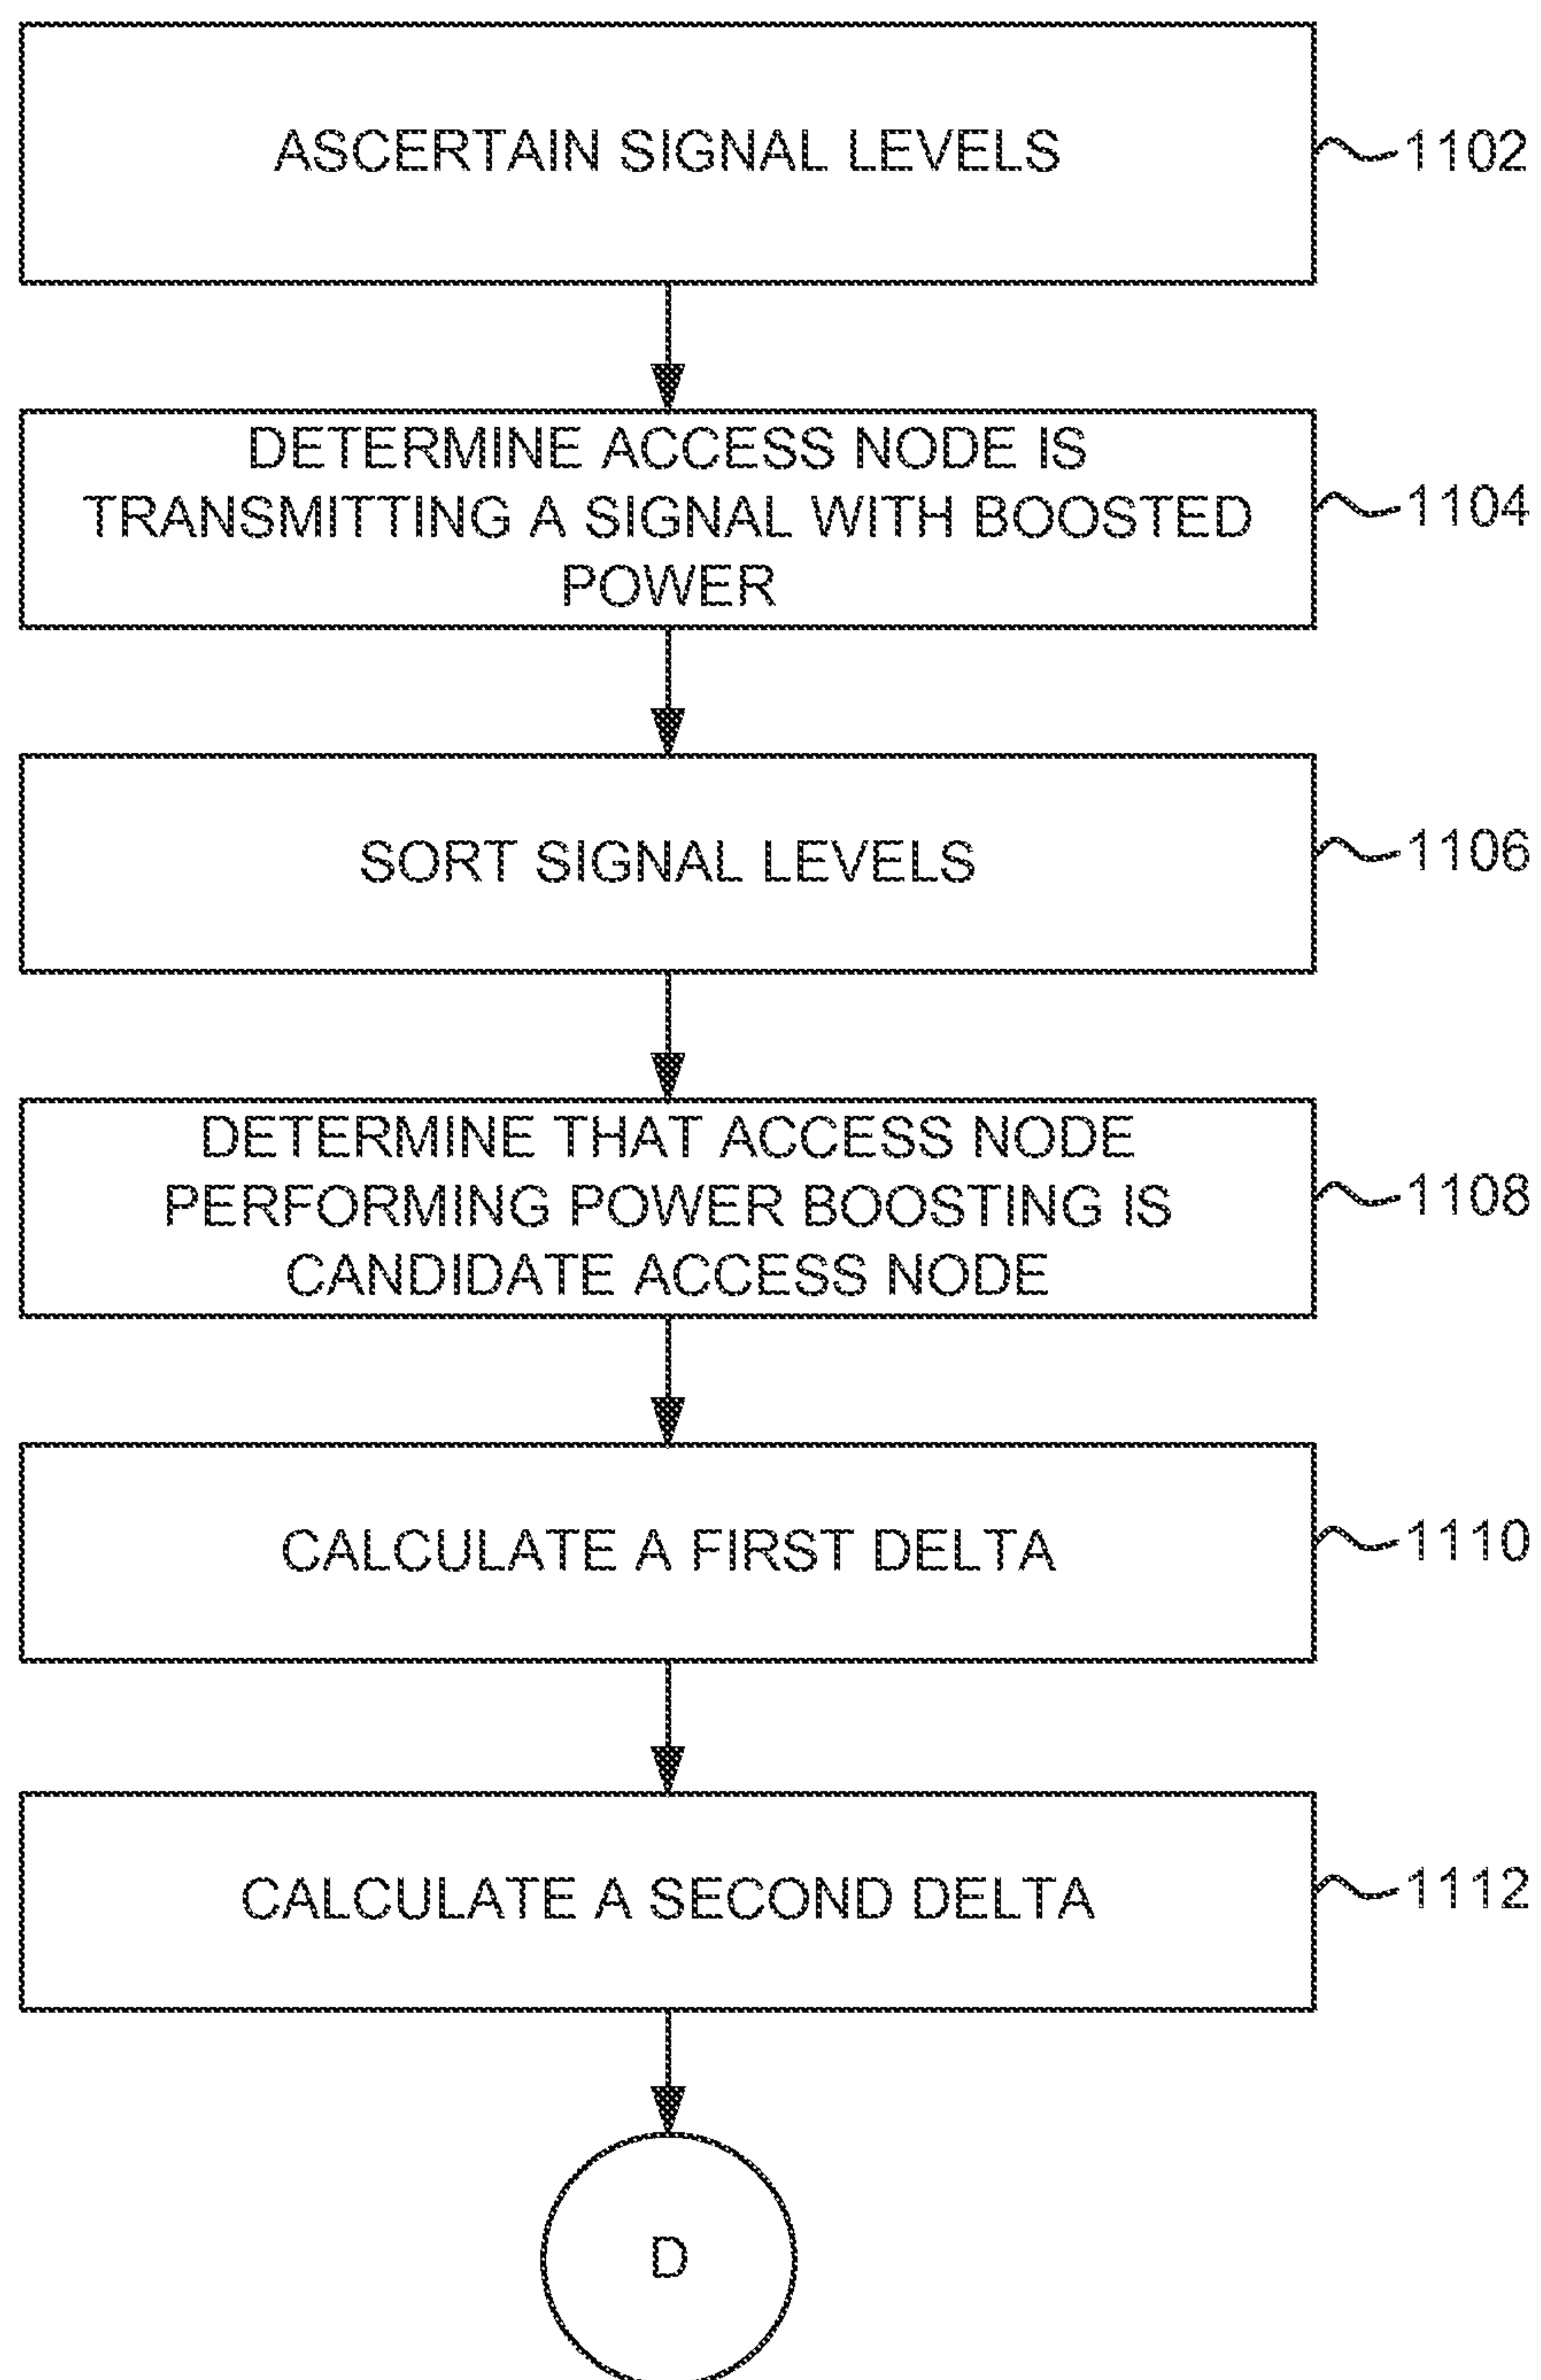 ASCERTAIN SIGNAL LEVELS
1102
DETERMINE ACCESS NODE IS
TRANSMITTING A SIGNAL WITH BOOSTED
POWER
1104
SORT SIGNAL LEVELS
1106
DETERMINE THAT ACCESS NODE
PERFORMING POWER BOOSTING IS
CANDIDATE ACCESS NODE
1108
CALCULATE A FIRST DELTA
1110
CALCULATE A SECOND DELTA
1112
D